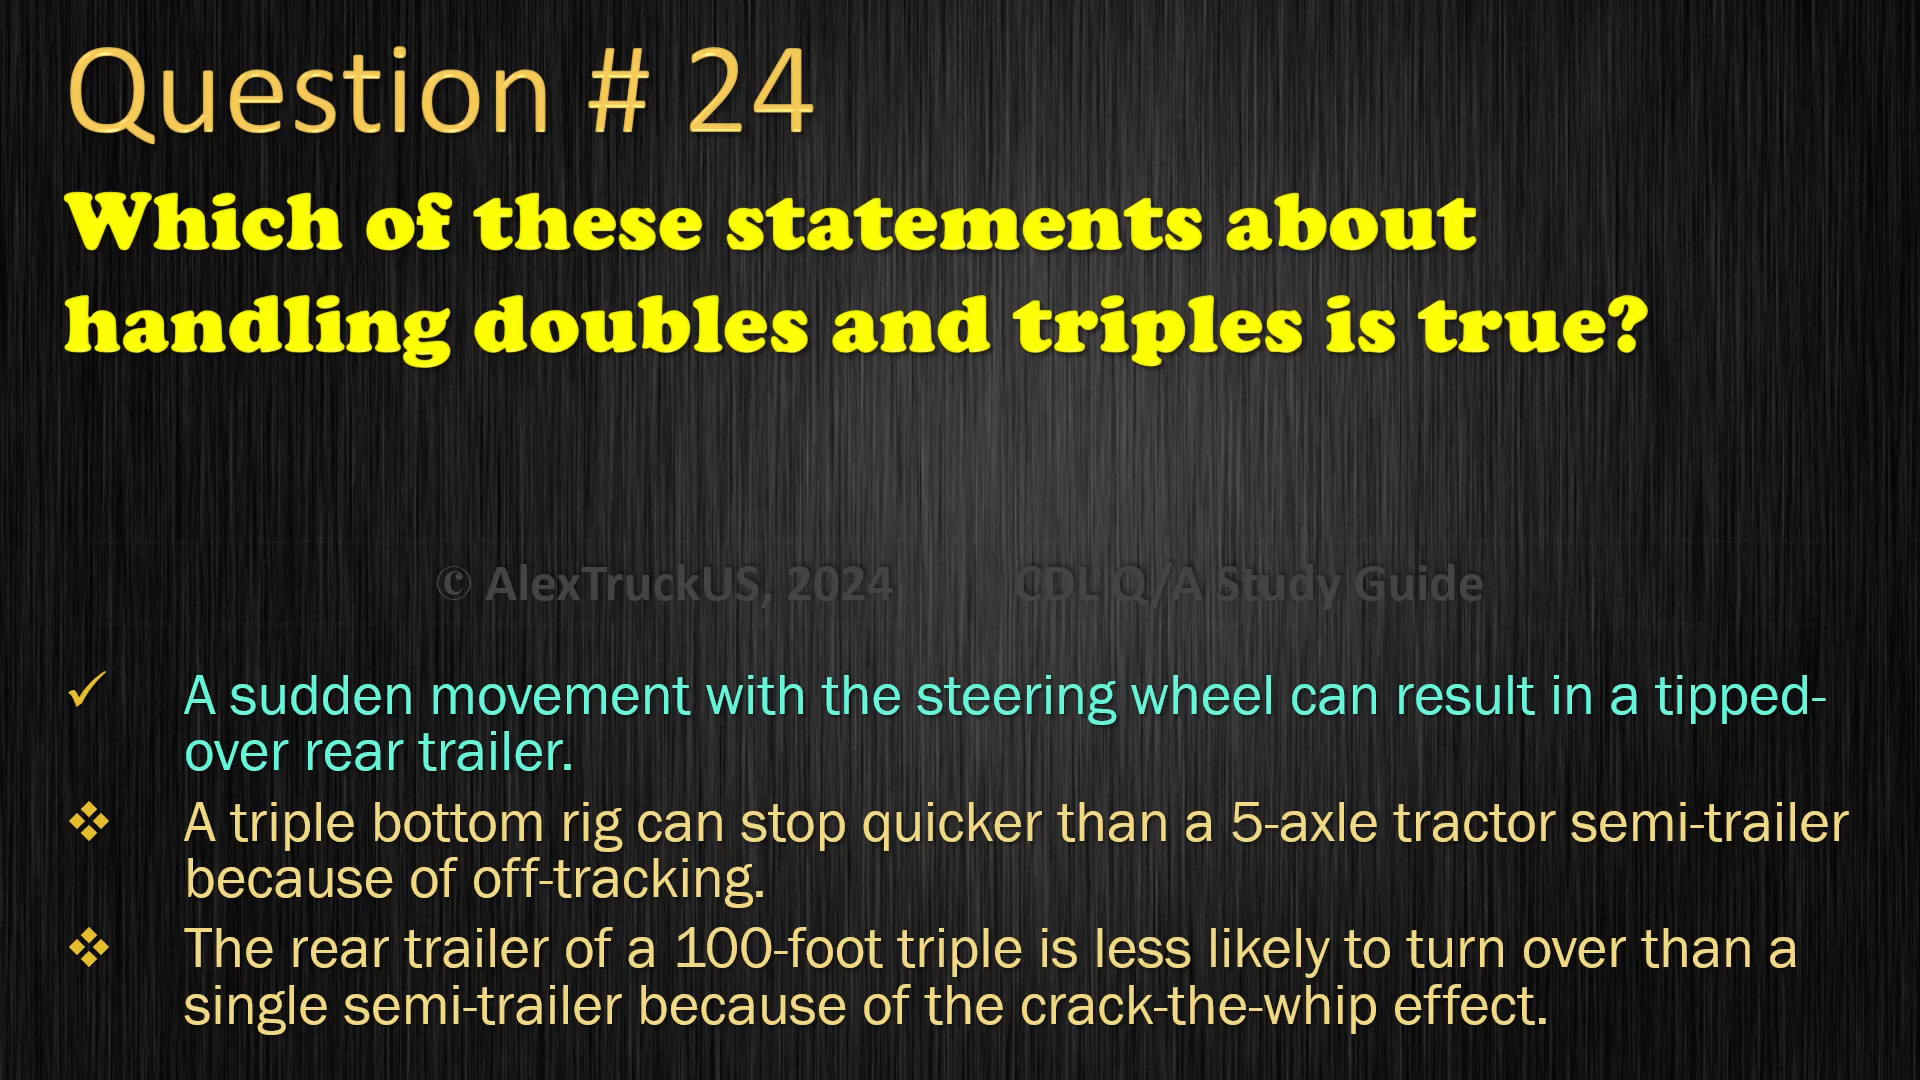 Question # 24
Which of these statements about
handling doubles and triples is true?
© AlexTruckUS, 2024 CDL Q/A Study Guide
A sudden movement with the steering wheel can result in a tipped-
over rear trailer.
A triple bottom rig can stop quicker than a 5-axle tractor semi-trailer
because of off-tracking.
The rear trailer of a 100-foot triple is less likely to turn over than a
single semi-trailer because of the crack-the-whip effect.